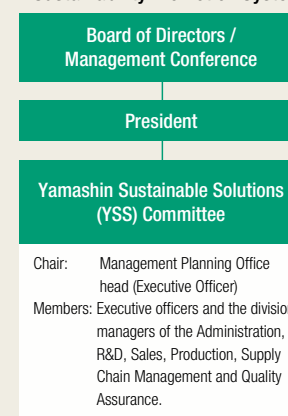 Board of Directors /
Management Conference
President
Yamashin Sustainable Solutions
(YSS) Committee
Chair: Management Planning Office
head (Executive Officer)
Members: Executive officers and the division
managers of the Administration,
R&D, Sales, Production, Supply
Chain Management and Quality
Assurance.